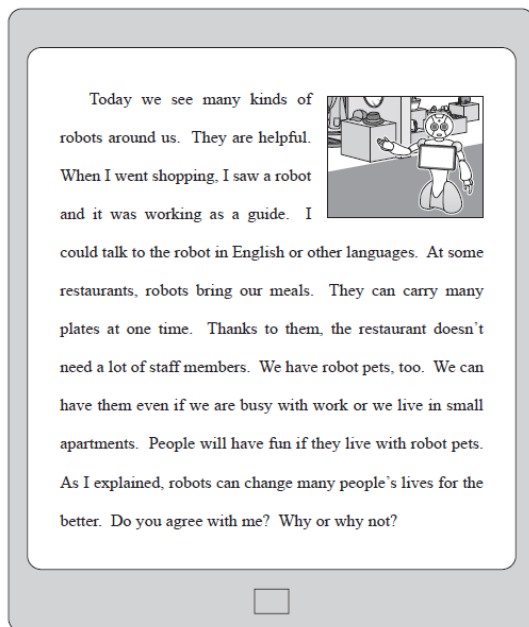 Today we see many kinds of
robots around us. They are helpful.
When I went shopping, I saw a robot
and it was working as a guide. I
could talk to the robot in English or other languages. At some
restaurants, robots bring our meals. They can carry many
plates at one time. Thanks to them, the restaurant doesn't
need a lot of staff members. We have robot pets, too. We can
have them even if we are busy with work or we live in small
apartments. People will have fun if they live with robot pets.
As I explained, robots can change many people's lives for the
better. Do you agree with me? Why or why not?